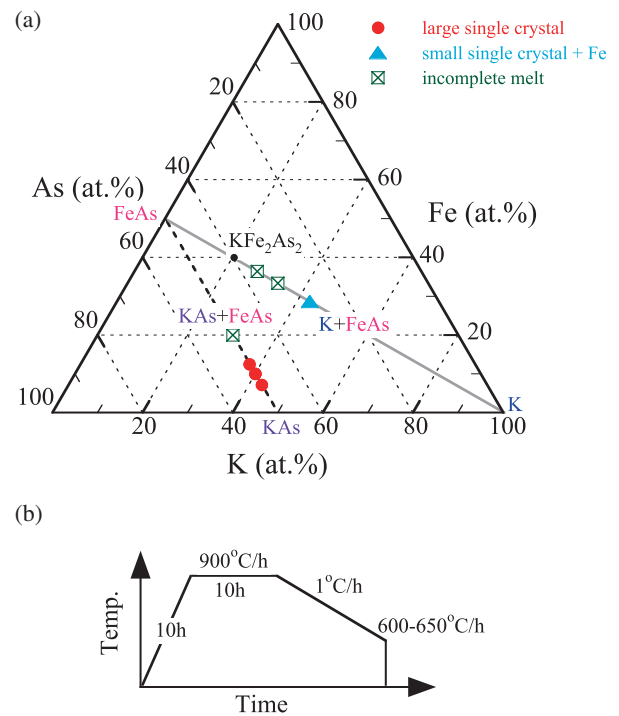 (a)
100
large single crystal
small single crystal + Fe
incomplete melt
20
80
40
60
As (at.%)
Fe (at.%)
FeAs
KFe₂As₂
60
40
KAs+FeAs
K+FeAs
80
20
100
K
20
40
KAs
60
80
100
K (at.%)
(b)
900°C/h
10h
1°C/h
10h
600-650°C/h
Temp.
Time